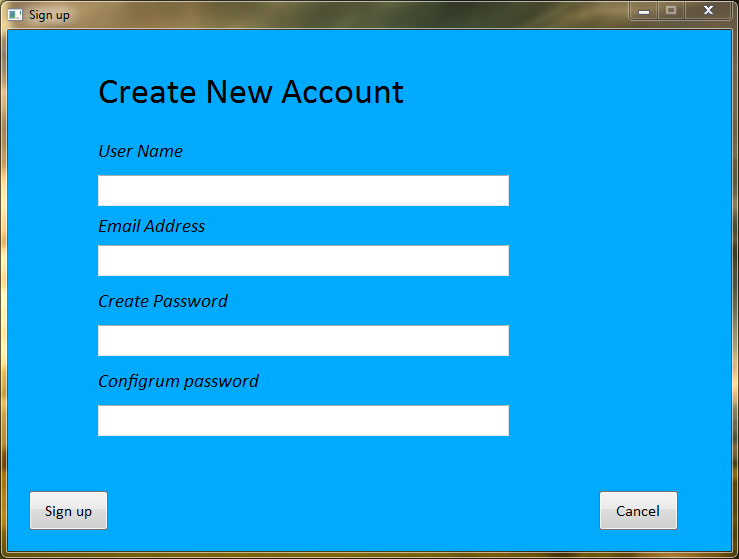 Sign up
Create New Account
User Name
Email Address
Create Password
Configrum password
Sign up
Cancel